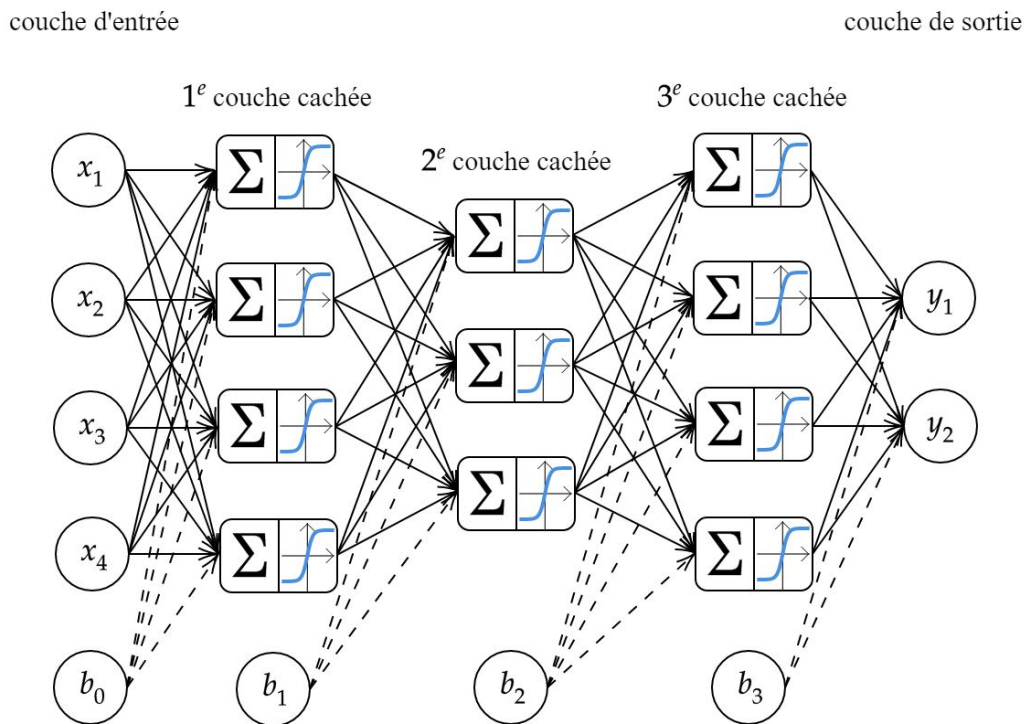 couche d'entrée
couche de sortie
1ᵉ couche cachée
3ᵉ couche cachée
2ᵉ couche cachée
x₁
Σ
Σ
Σ
x₂
Σ
Σ
y₁
Σ
x₃
Σ
Σ
y₂
Σ
x₄
Σ
Σ
b₀
b₁
b₂
b₃